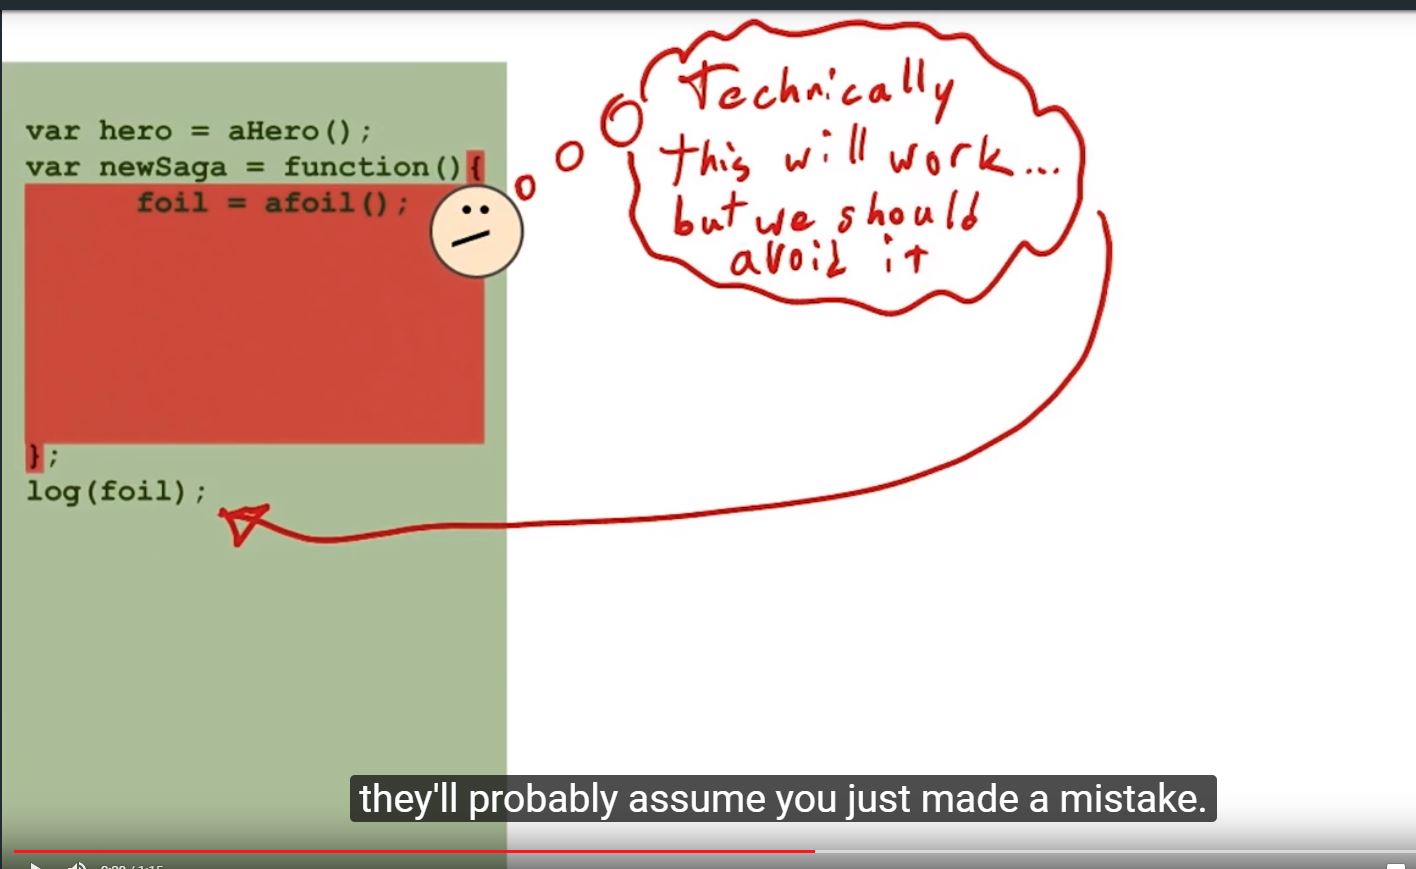 var hero = aHero();
var newSaga = function(){
foil = afoil();
};
log(foil);
Technically
this will work...
but we should
avoid it
they'll probably assume you just made a mistake.